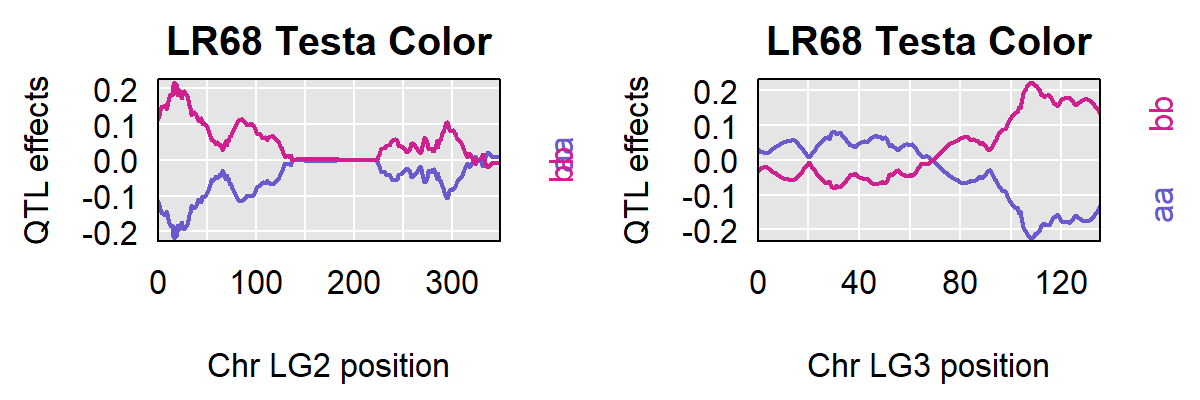 LR68 Testa Color
QTL effects
0.2
0.1
0.0
-0.1
-0.2
0 100 200 300
Chr LG2 position
aa
bb
LR68 Testa Color
QTL effects
0.2
0.1
0.0
-0.1
-0.2
0 40 80 120
Chr LG3 position
bb
aa